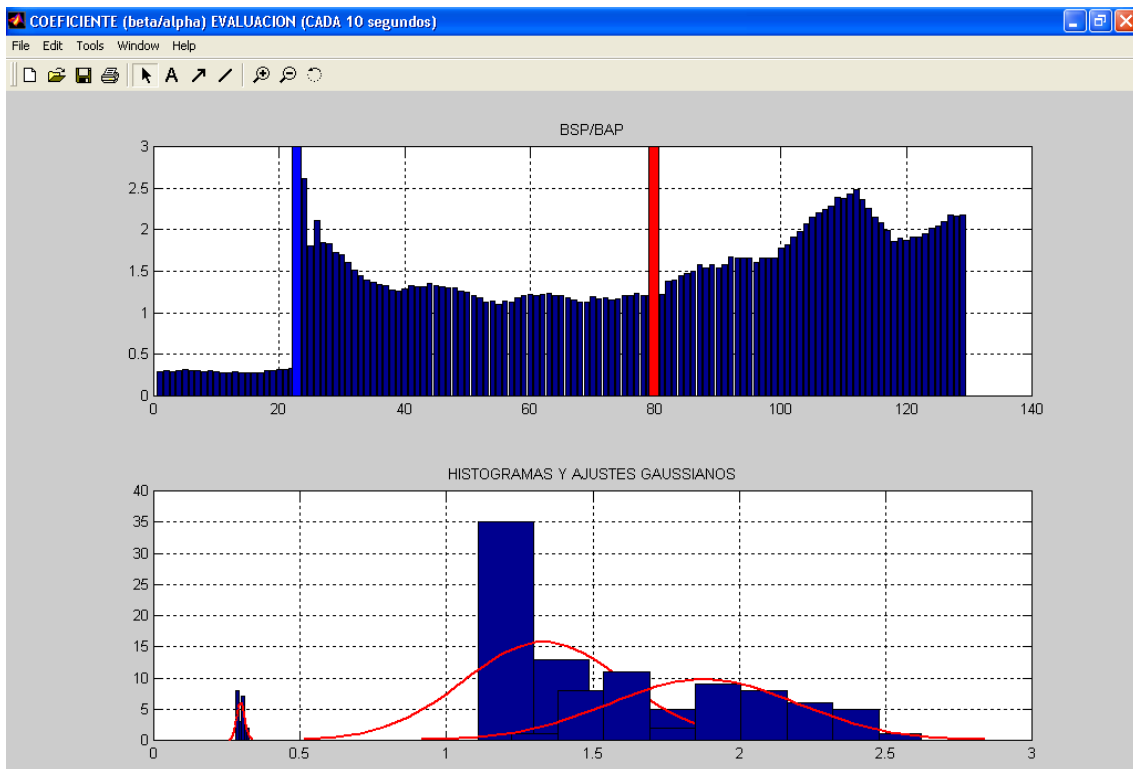 COEFICIENTE (beta/alpha) EVALUACION (CADA 10 segundos)
File Edit Tools Window Help
A
BSP/BAP
3
2.5
2
1.5
1
0.5
0
0 20 40 60 80 100 120 140
HISTOGRAMAS Y AJUSTES GAUSSIANOS
40
35
30
25
20
15
10
5
0
0 0.5 1 1.5 2 2.5 3